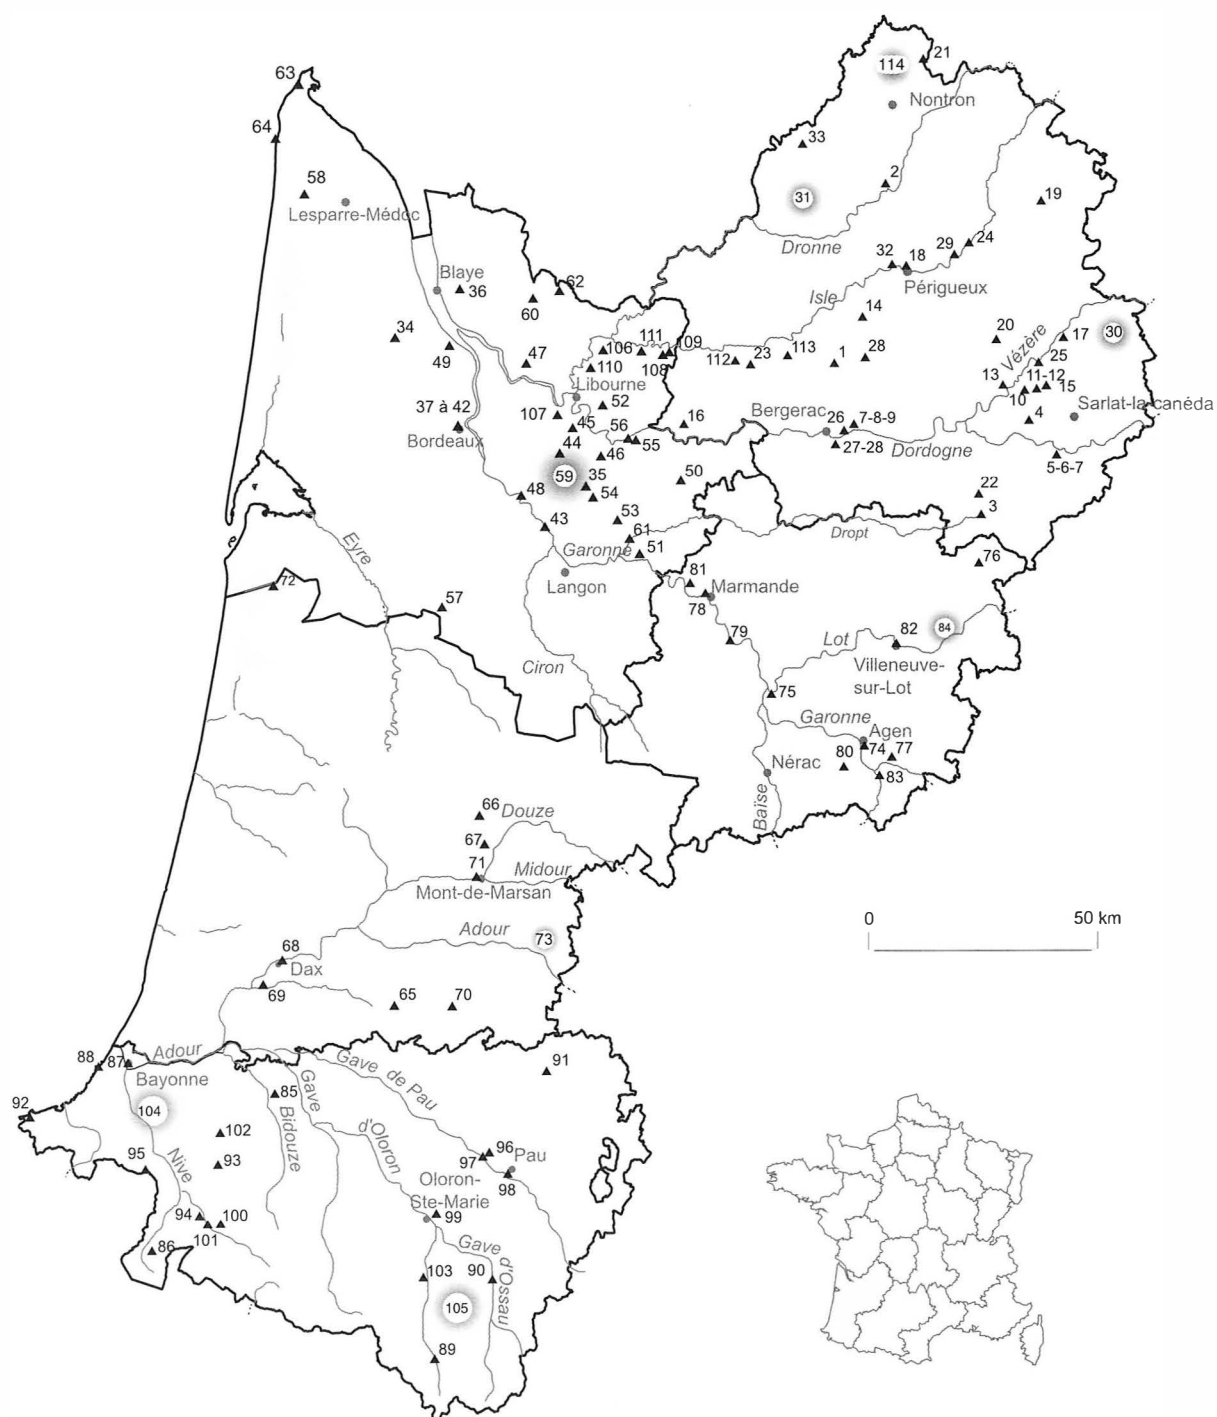 63
114
21
Nontron
64
33
58
2
31
19
Lesparre-Médoc
Dronne
24
29
32
18
Périgueux
Blaye
62
36
60
Isle
14
30
34
49
47
106
111
109
20
17
Vézère
110
108
112
23
113
1
28
25
11-12
13
10
15
Libourne
37 à 42
52
107
45
16
Bergerac
26
7-8-9
4
Sarlat-la-canéda
Bordeaux
44
56
55
46
27-28
Dordogne
5-6-7
59
35
50
48
54
22
43
53
3
61
Dropt
Eyre
Garonne
51
76
Langon
72
81
Marmande
57
78
79
Lot
82
84
Villeneuve-
sur-Lot
Ciron
75
Garonne
Agen
74
77
80
Nérac
83
Baïse
66
Douze
67
71
Midour
Mont-de-Marsan
0
50 km
Adour
73
68
Dax
69
65
70
88
87
Adour
Gave de Pau
91
Bayonne
85
Gave
d'Oloron
Bidouze
92
104
102
96
95
Nive
93
97
Pau
98
Oloron-
Ste-Marie
94
100
99
101
Gave
d'Ossau
86
103
90
105
89